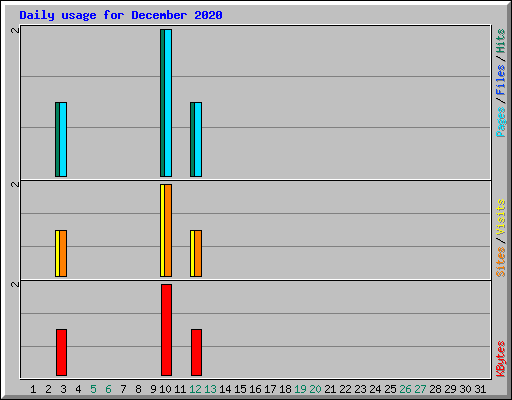 Daily usage for December 2020
2
Pages / Files / Hits
2
Sites / Visits
2
KBytes
1 2 3 4 5 6 7 8 9 10 11 12 13 14 15 16 17 18 19 20 21 22 23 24 25 26 27 28 29 30 31